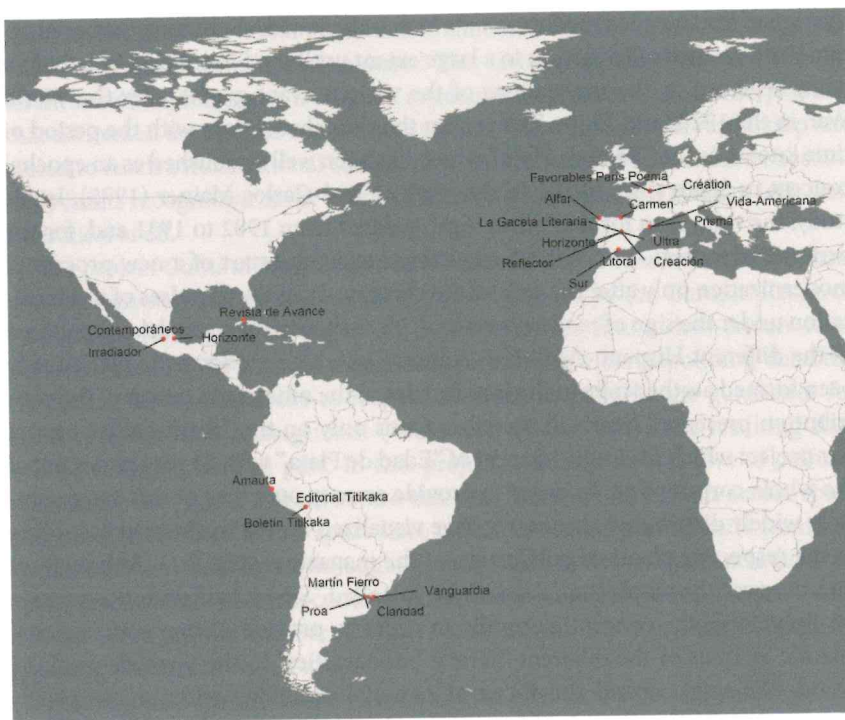 Favorables Paris Poema
Création
Alfar
Carmen
Vida-Americana
La Gaceta Literaria
Prisma
Horizonte
Ultra
Reflector
Litoral
Creación
Sur
Revista de Avance
Contemporáneos
Horizonte
Irradiador
Amauta
Editorial Titikaka
Boletín Titikaka
Martín Fierro
Vanguardia
Proa
Claridad